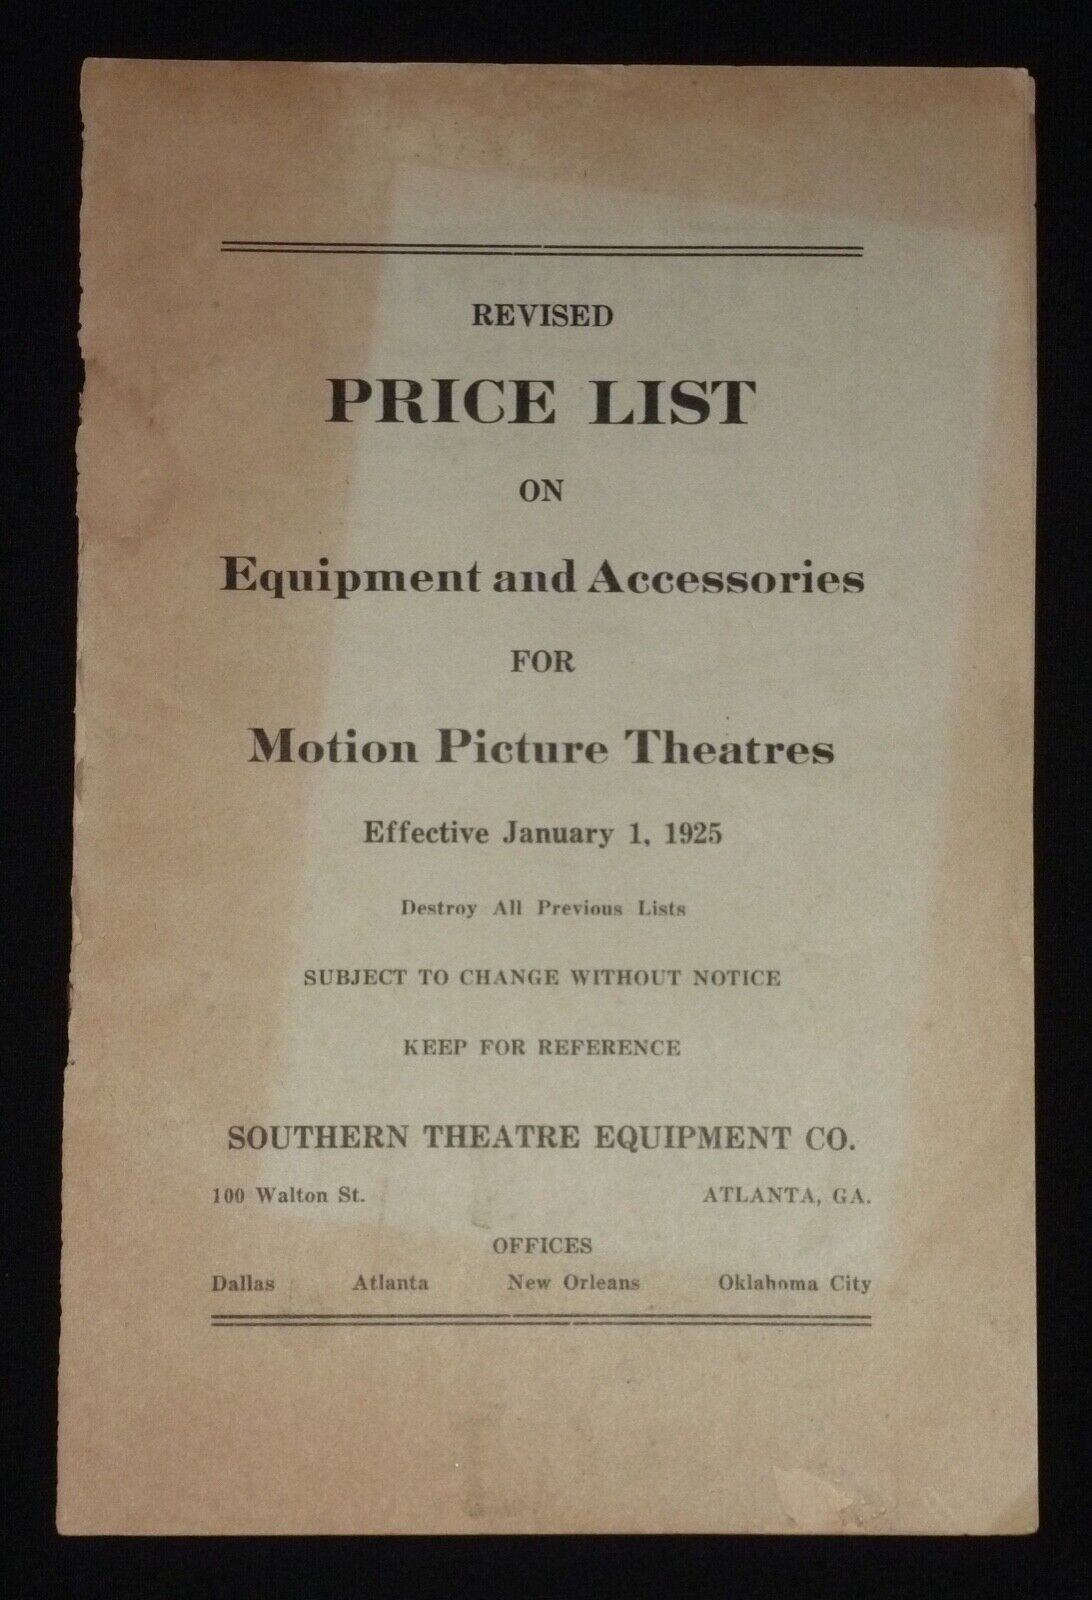 REVISED
PRICE LIST
ON
Equipment and Accessories
FOR
Motion Picture Theatres
Effective January 1, 1925
Destroy All Previous Lists
SUBJECT TO CHANGE WITHOUT NOTICE
KEEP FOR REFERENCE
SOUTHERN THEATRE EQUIPMENT CO.
100 Walton St. ATLANTA, GA.
OFFICES
Dallas Atlanta New Orleans Oklahoma City